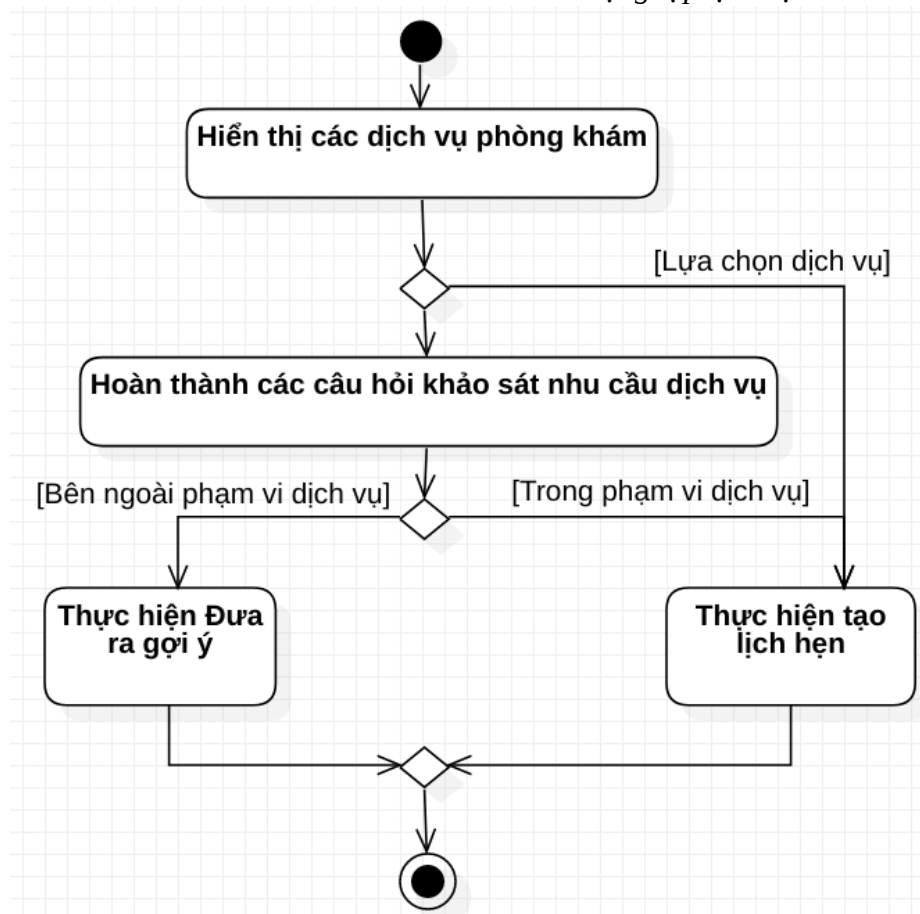 Hiển thị các dịch vụ phòng khám
[Lựa chọn dịch vụ]
Hoàn thành các câu hỏi khảo sát nhu cầu dịch vụ
[Bên ngoài phạm vi dịch vụ]
[Trong phạm vi dịch vụ]
Thực hiện Đưa
ra gợi ý
Thực hiện tạo
lịch hẹn